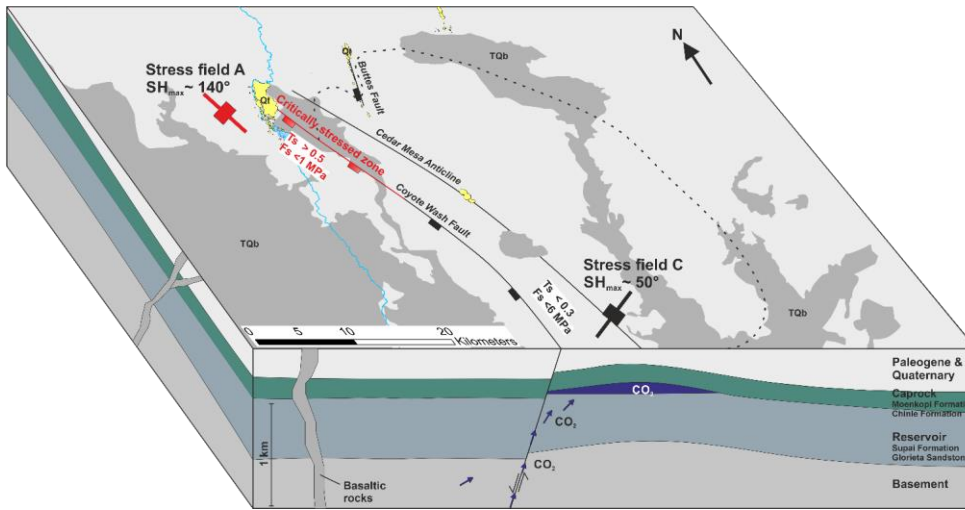 N
TQb
Qt
Buttes Fault
Stress field A
SHmax~ 140°
Qt
Critically stressed zone
Ts > 0.5
Fs <1 MPa
Cedar Mesa Anticline
Coyote Wash Fault
TQb
Stress field C
SHmax~ 50°
Ts < 0.3
Fs <6 MPa
TQb
0 5 10 20
Kilometers
Paleogene &
Quaternary
Caprock
Moenkopi Formati
Chinle Formation
CO₂
CO₂
Reservoir
Supai Formation
Glorieta Sandston
1 km
CO₂
Basaltic
rocks
Basement